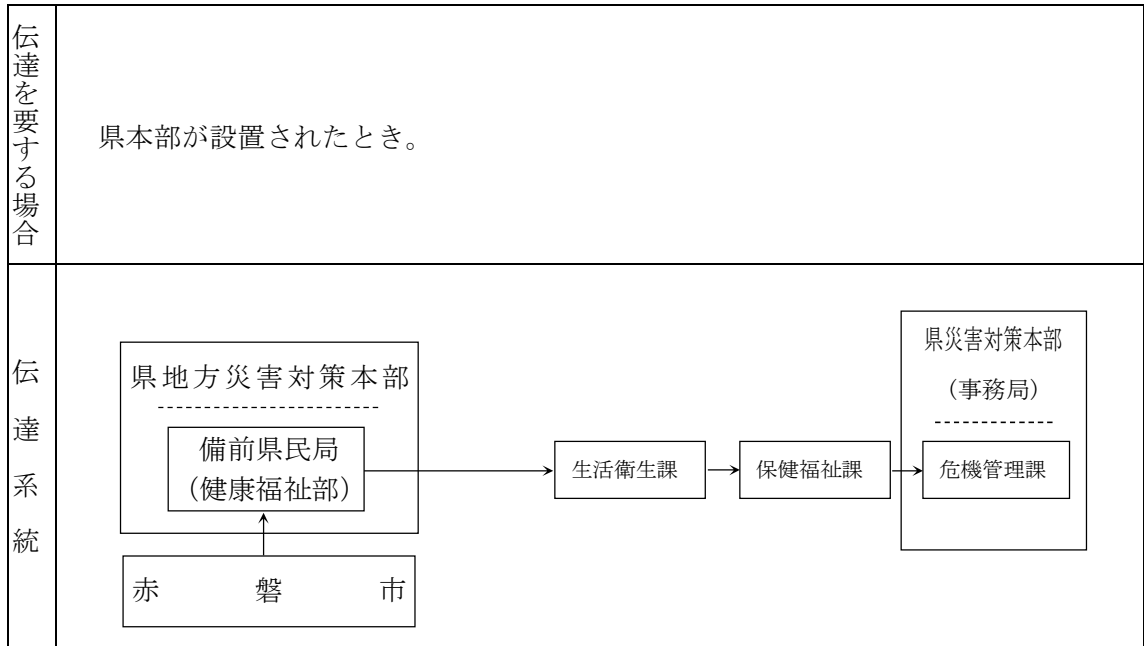 伝達を要する場合
県本部が設置されたとき。
伝達系統
県地方災害対策本部
備前県民局
（健康福祉部）
赤磐市
生活衛生課
保健福祉課
県災害対策本部
（事務局）
危機管理課